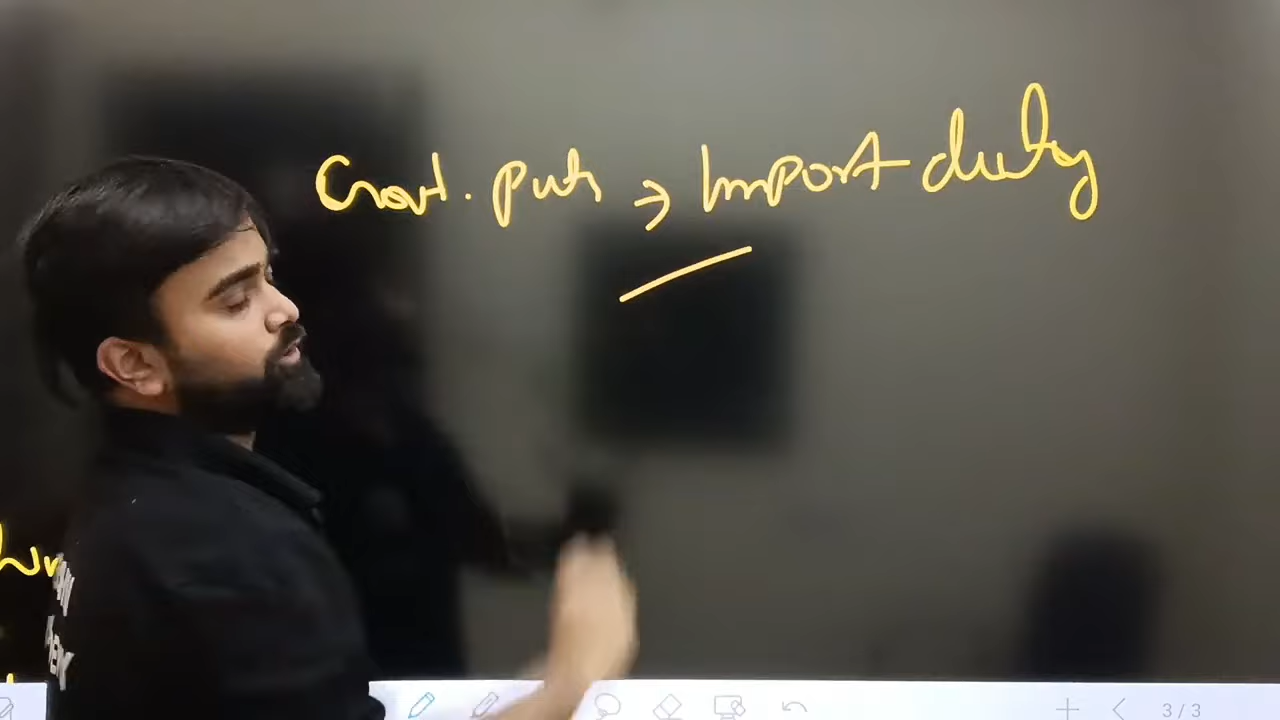 Govt. puts → Import duty
3/3